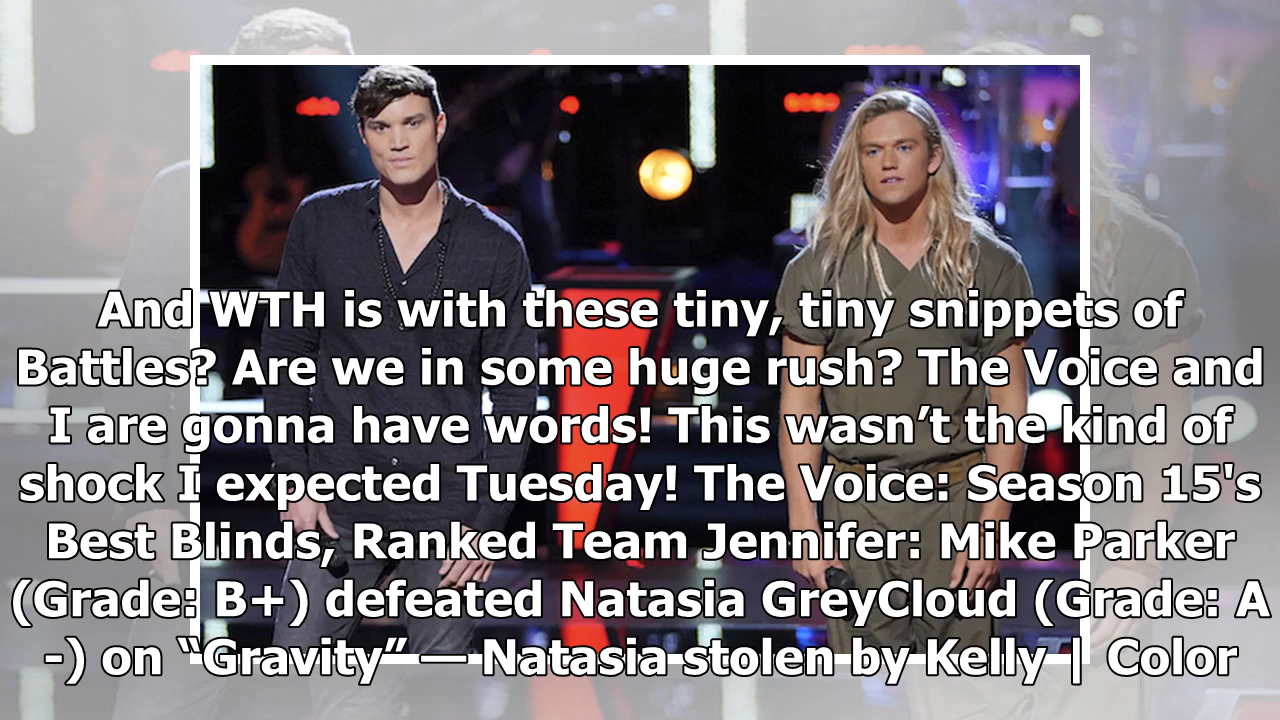 And WTH is with these tiny, tiny snippets of
Battles? Are we in some huge rush? The Voice and
I are gonna have words! This wasn’t the kind of
shock I expected Tuesday! The Voice: Season 15's
Best Blinds, Ranked Team Jennifer: Mike Parker
(Grade: B+) defeated Natasia GreyCloud (Grade: A
-) on “Gravity” — Natasia stolen by Kelly | Color